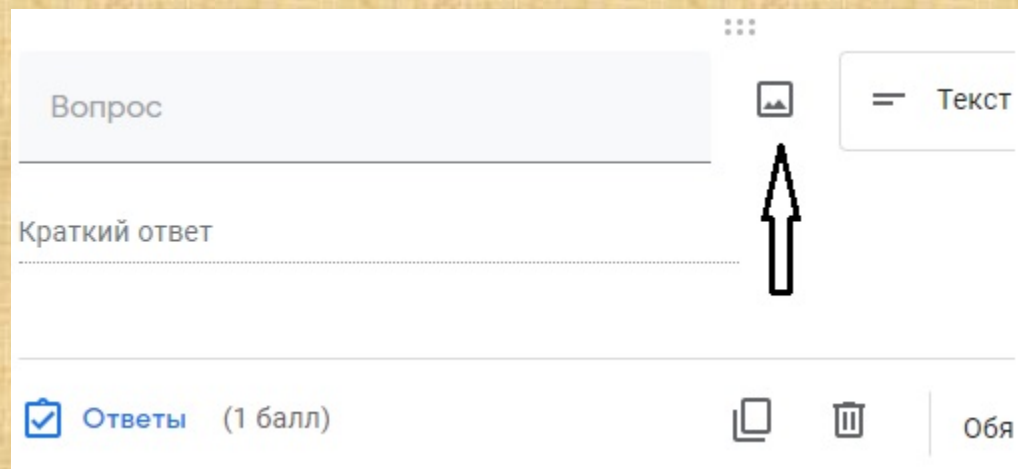 Вопрос
Текст
Краткий ответ
Ответы (1 балл)
Обя